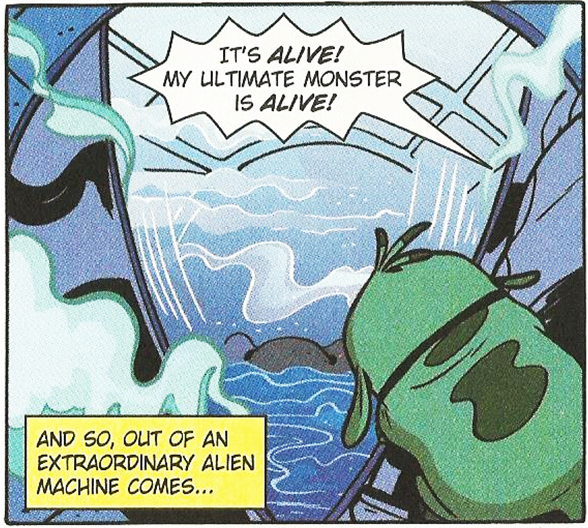 IT'S ALIVE!
MY ULTIMATE MONSTER
IS ALIVE!
AND SO, OUT OF AN
EXTRAORDINARY ALIEN
MACHINE COMES...